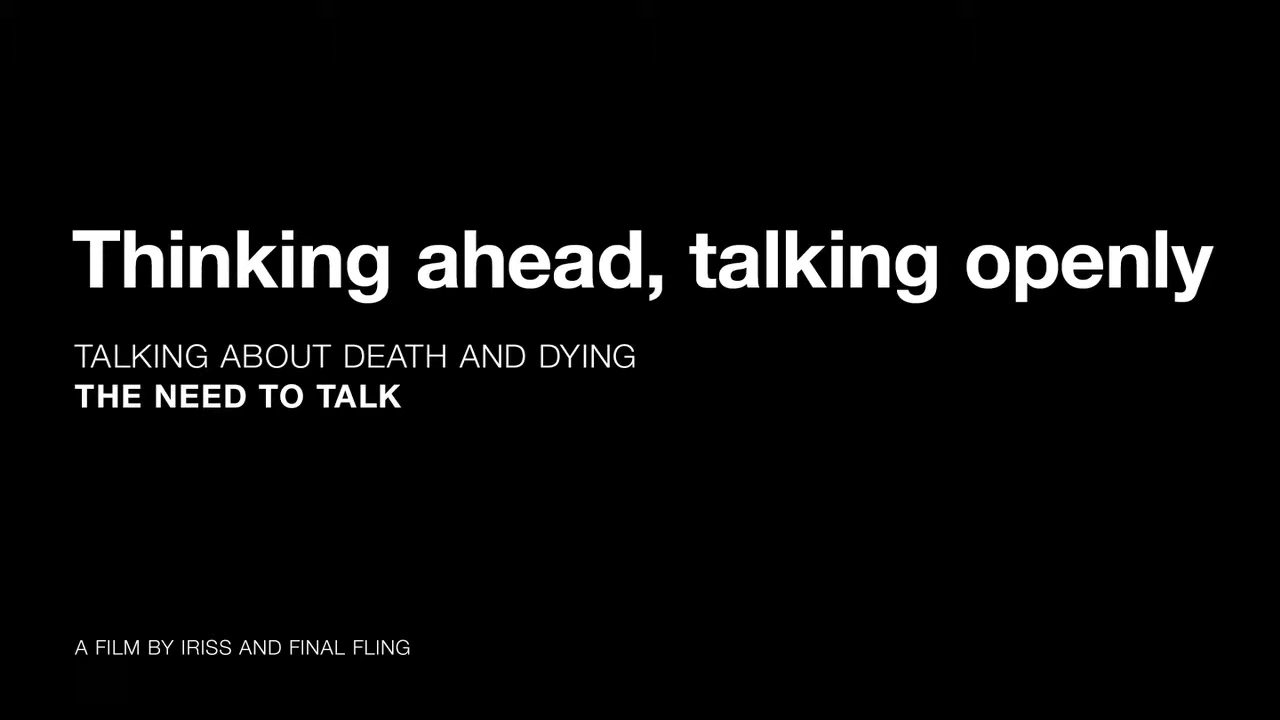 Thinking ahead, talking openly
TALKING ABOUT DEATH AND DYING
THE NEED TO TALK
A FILM BY IRISS AND FINAL FLING